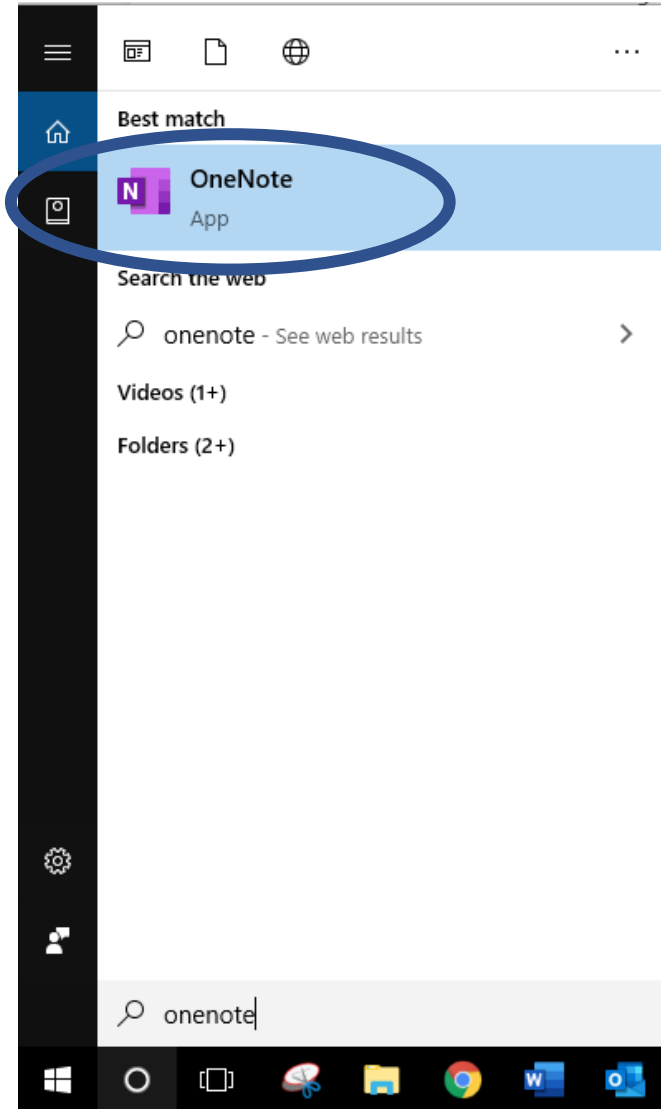 ...
Best match
N
OneNote
App
Search the web
onenote - See web results
Videos (1+)
Folders (2+)
onenote
W
O